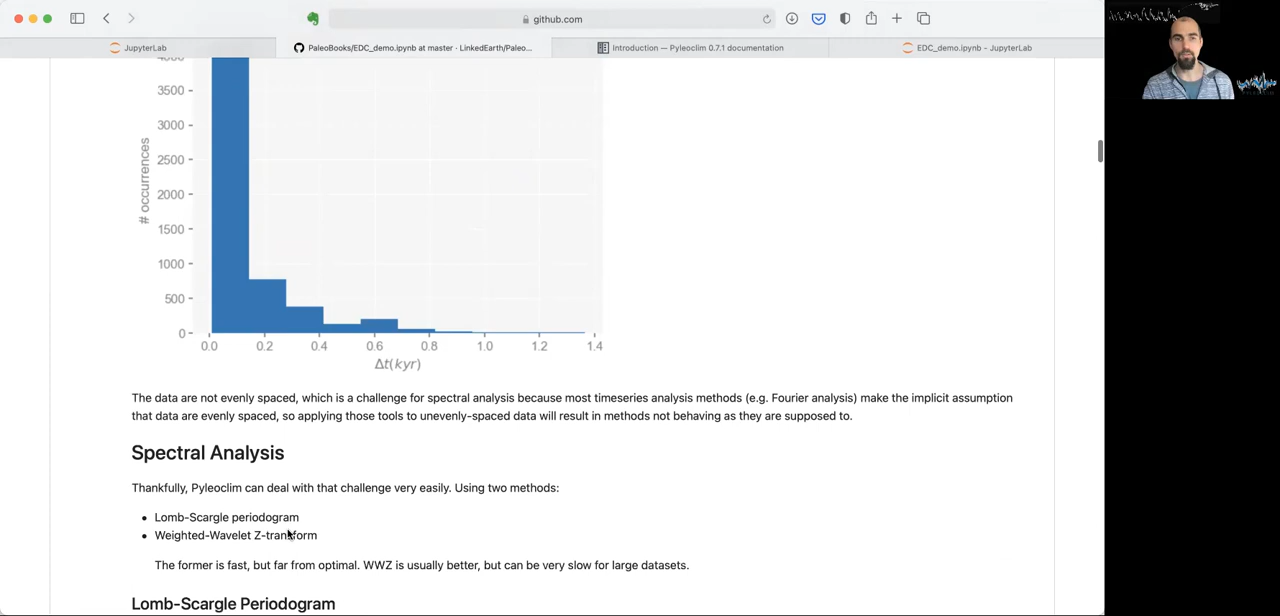 github.com
JupyterLab
PaleoBooks/EDC_demo.ipynb at master · LinkedEarth/Paleo...
Introduction — Pyleoclim 0.7.1 documentation
EDC_demo.ipynb - JupyterLab
4000
3500
3000
2500
2000
1500
1000
500
0
# occurrences
0.0 0.2 0.4 0.6 0.8 1.0 1.2 1.4
Δt(kyr)
The data are not evenly spaced, which is a challenge for spectral analysis because most timeseries analysis methods (e.g. Fourier analysis) make the implicit assumption
that data are evenly spaced, so applying those tools to unevenly-spaced data will result in methods not behaving as they are supposed to.
Spectral Analysis
Thankfully, Pyleoclim can deal with that challenge very easily. Using two methods:
• Lomb-Scargle periodogram
• Weighted-Wavelet Z-transform
The former is fast, but far from optimal. WWZ is usually better, but can be very slow for large datasets.
Lomb-Scargle Periodogram